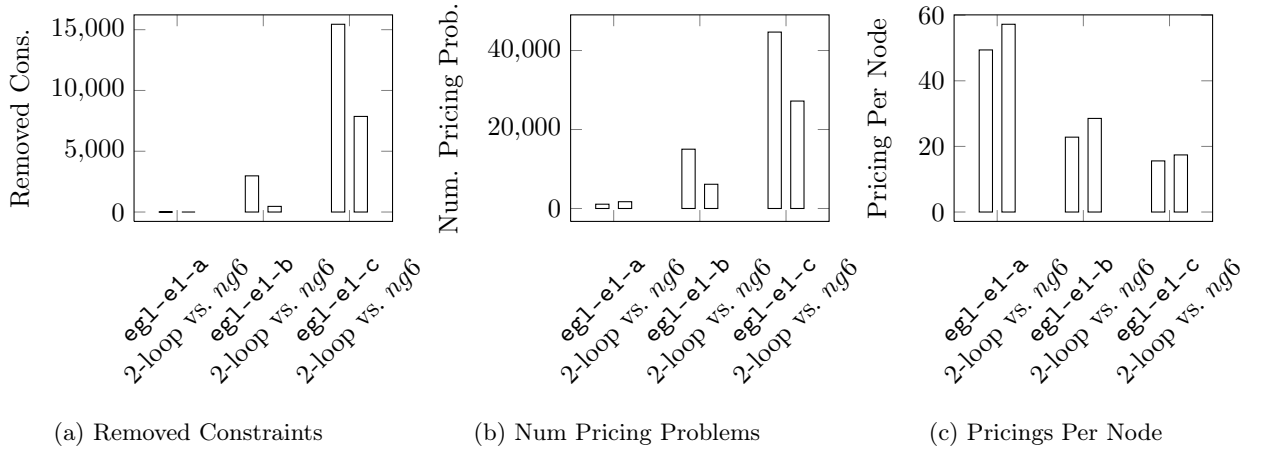 Removed Cons.
15,000
10,000
5,000
0
egl-e1-a
2-loop vs. ng6
egl-e1-b
2-loop vs. ng6
egl-e1-c
2-loop vs. ng6
(a) Removed Constraints
Num. Pricing Prob.
40,000
20,000
0
egl-e1-a
2-loop vs. ng6
egl-e1-b
2-loop vs. ng6
egl-e1-c
2-loop vs. ng6
(b) Num Pricing Problems
Pricing Per Node
60
40
20
0
egl-e1-a
2-loop vs. ng6
egl-e1-b
2-loop vs. ng6
egl-e1-c
2-loop vs. ng6
(c) Pricings Per Node